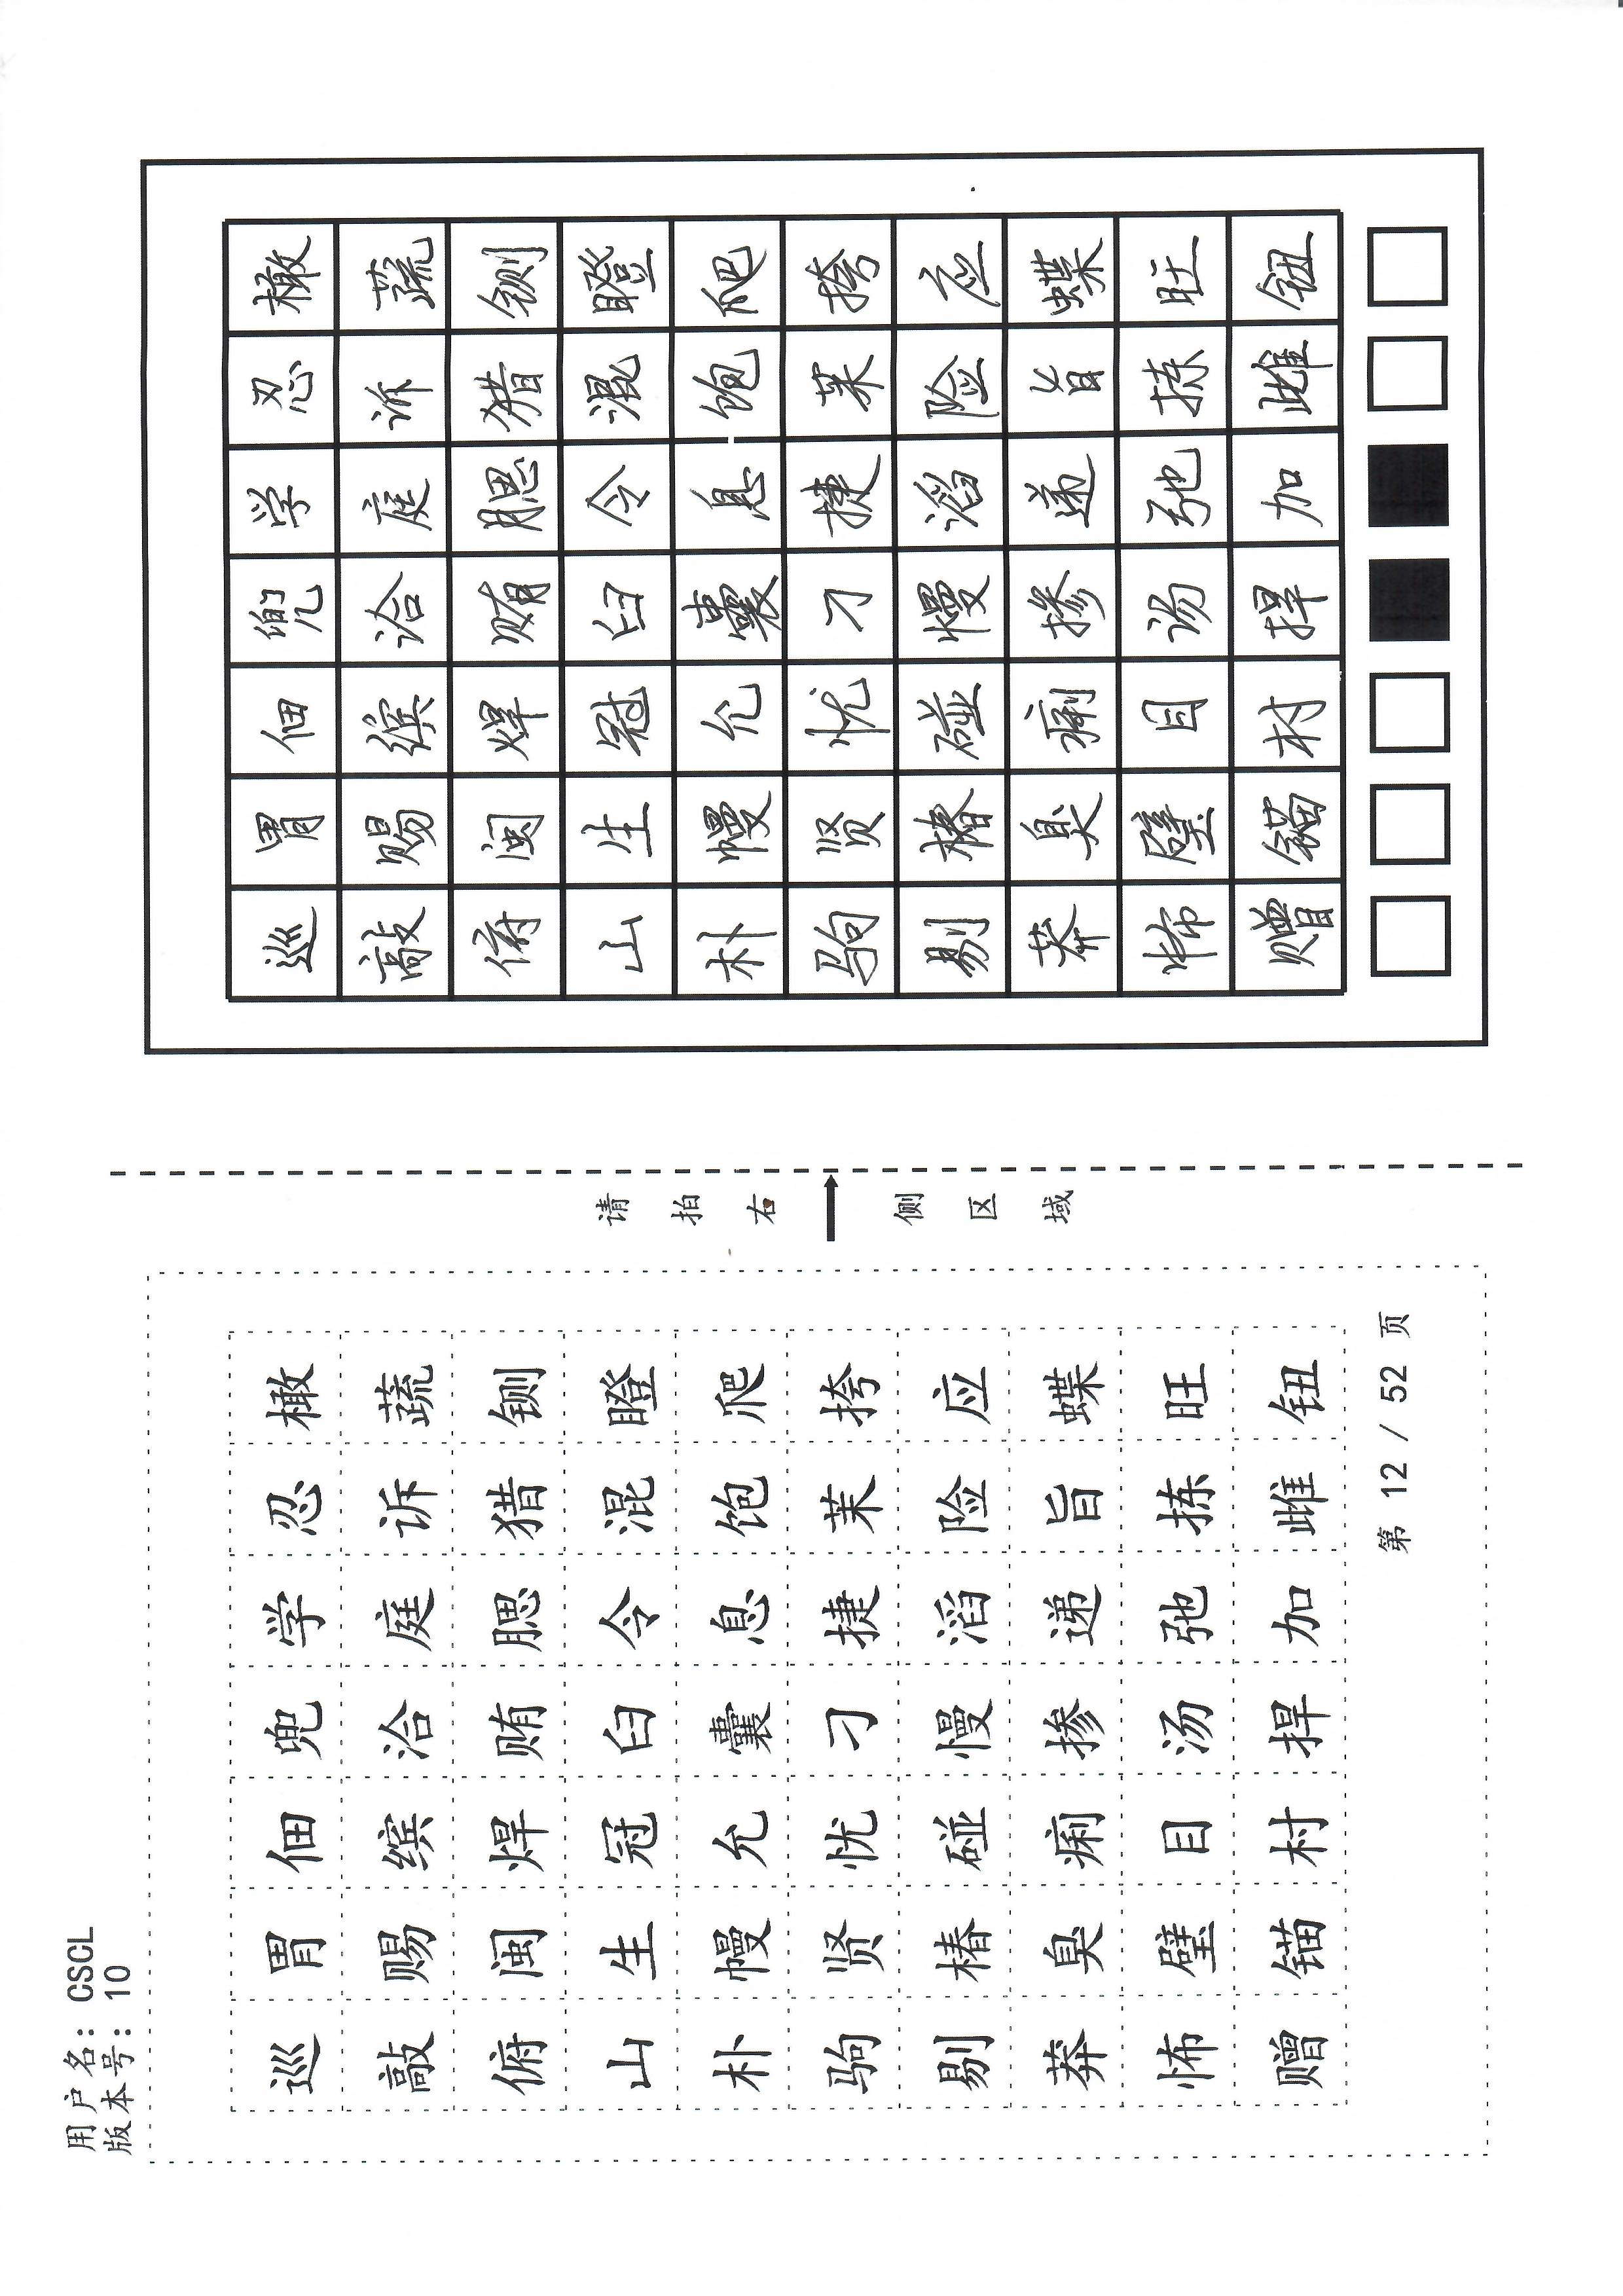 用户名: CSCL
版本号: 10
巡 胃 佃 兜 学 忍 橄
敲 赐 缤 洽 庭 诉 蔬
俯 闽 焊 贿 腮 猎 铡
山 生 冠 臼 令 混 瞪
朴 幔 允 囊 息 饱 爬
驹 贤 忧 刁 捷 茉 挎
剔 椿 碰 慢 滔 险 应
莽 臭 痢 掺 递 旨 蝶
怖 璧 目 汤 弛 拣 旺
赠 锚 村 捍 加 雌 钮
第 12 / 52 页
请
拍
右
侧
区
域
巡 胃 佃 兜 学 忍 橄
敲 赐 缤 洽 庭 诉 蔬
俯 闽 焊 贿 腮 猎 铡
山 生 冠 臼 令 混 瞪
朴 幔 允 囊 息 饱 爬
驹 贤 忧 刁 捷 茉 挎
剔 椿 碰 慢 滔 险 应
莽 臭 痢 掺 递 旨 蝶
怖 璧 目 汤 弛 拣 旺
赠 锚 村 捍 加 雌 钮